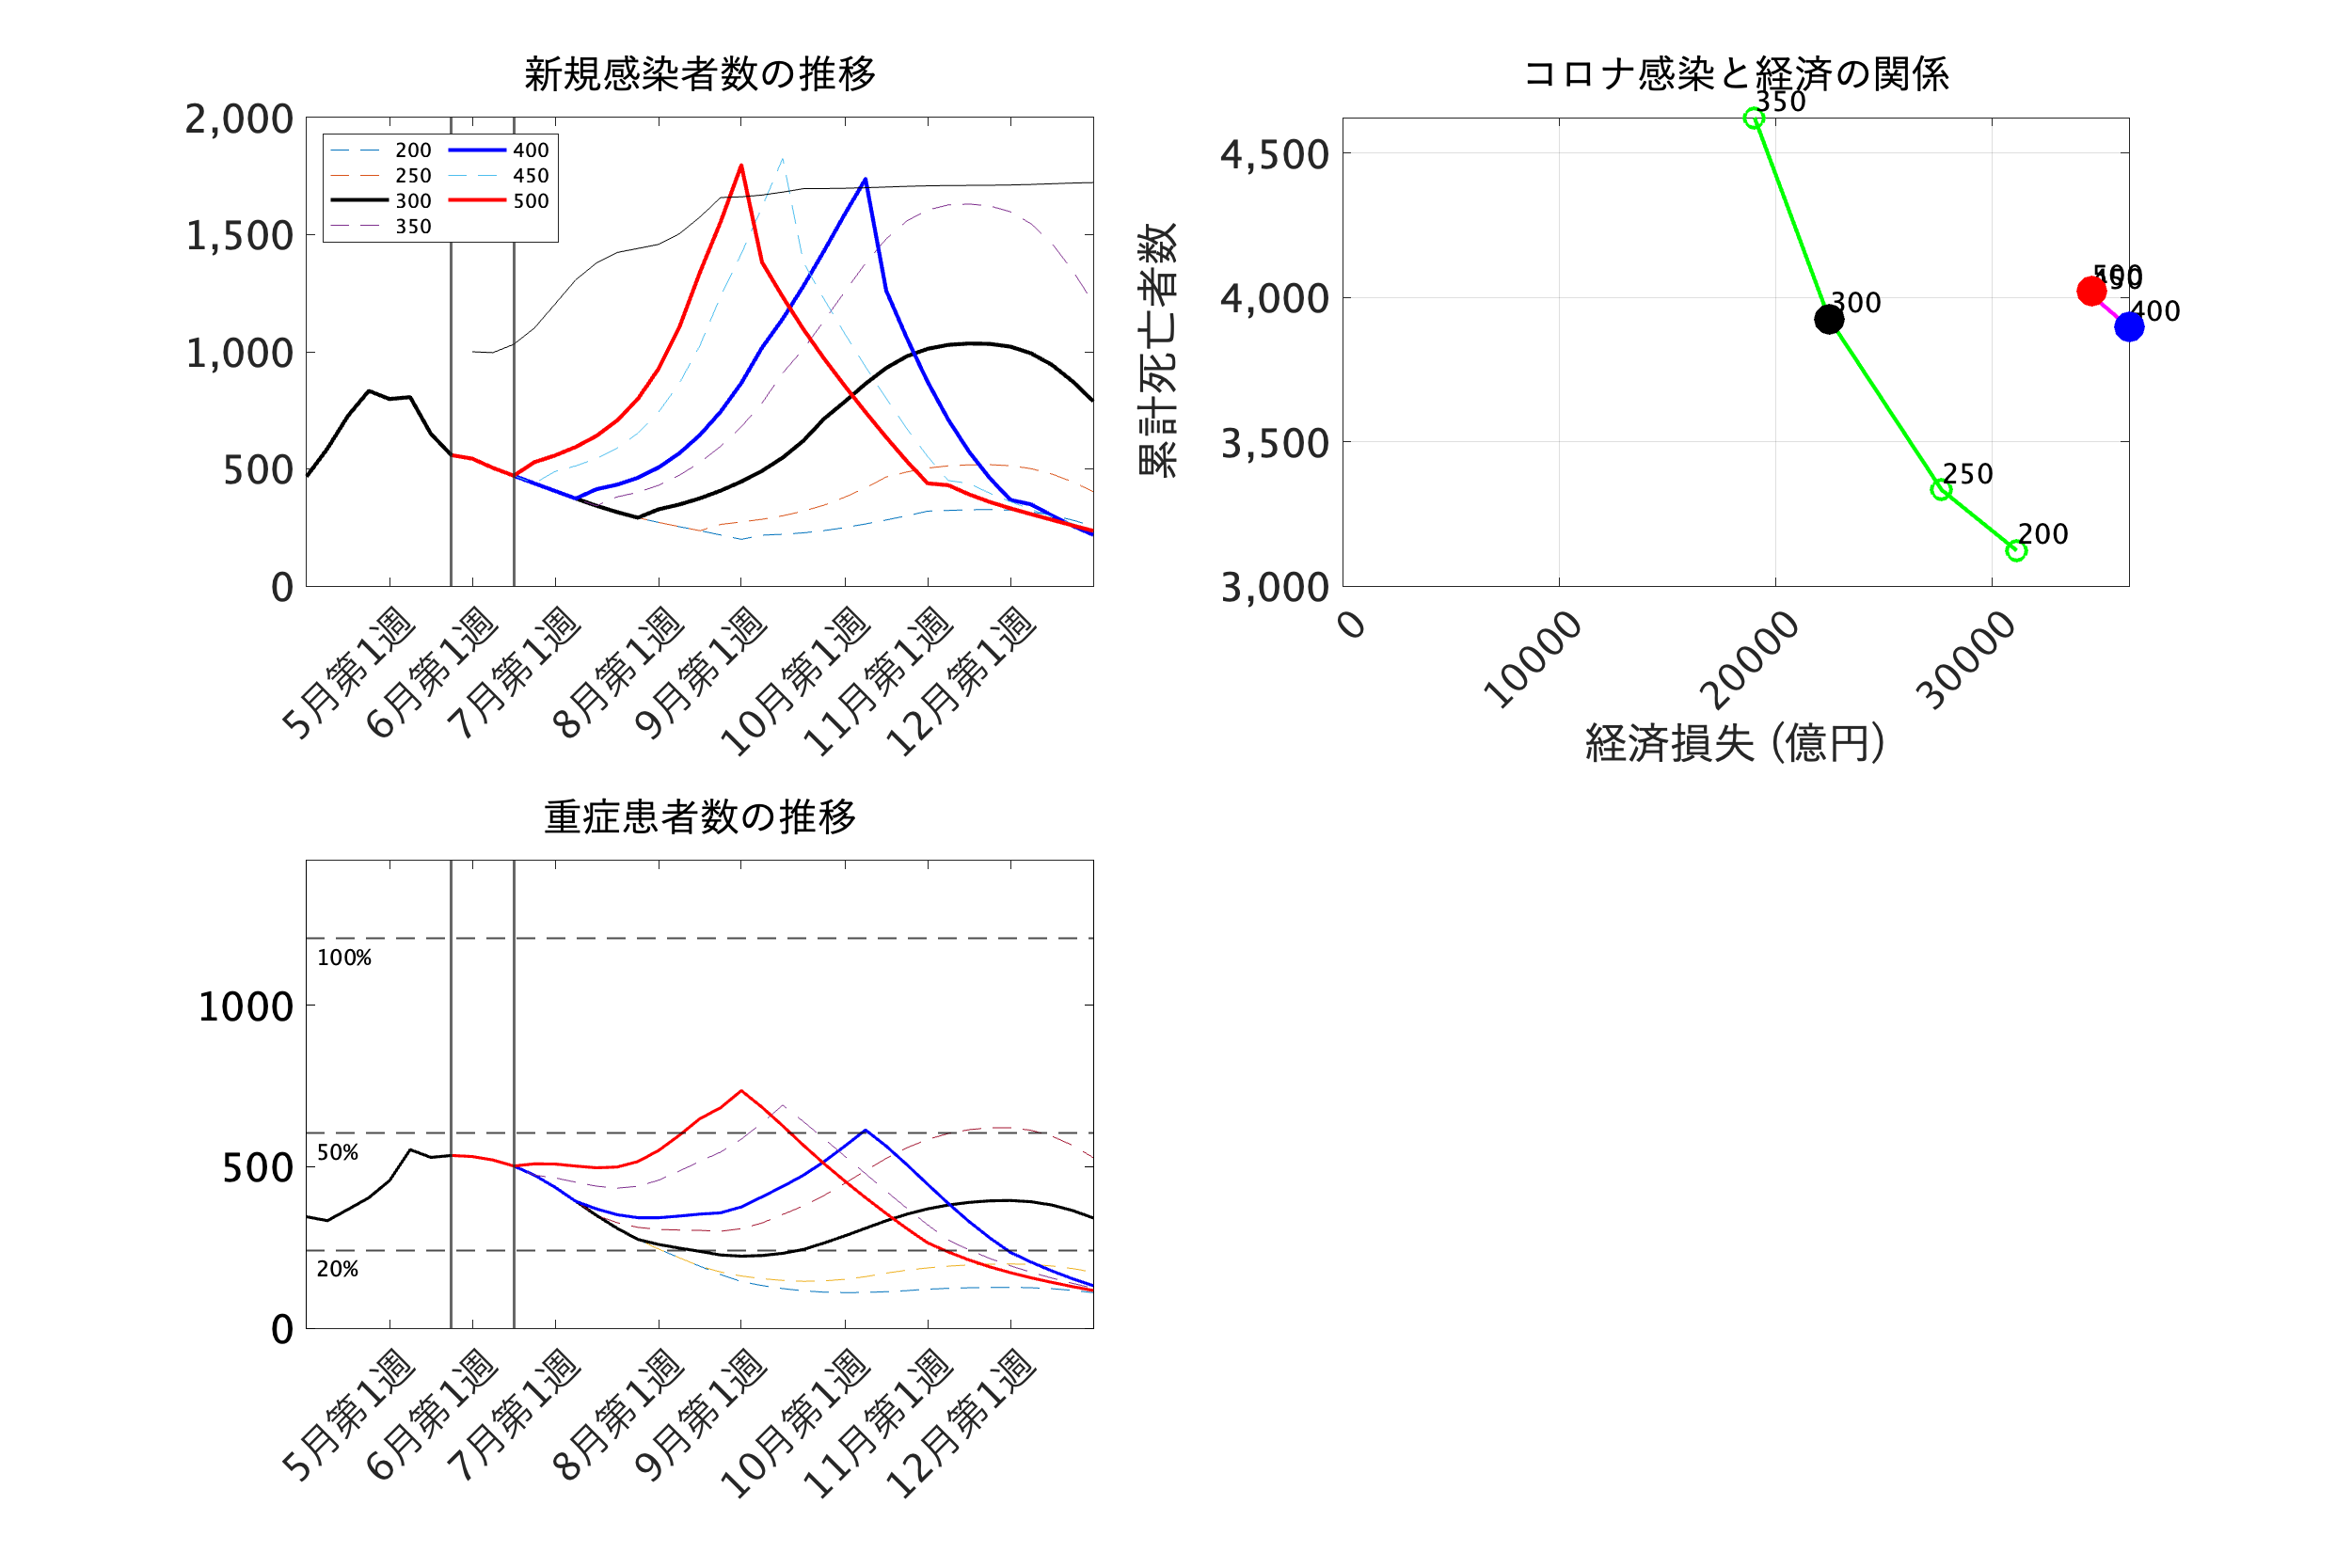 新規感染者数の推移
2,000
1,500
1,000
500
0
200
250
300
350
400
450
500
5月第1週
6月第1週
7月第1週
8月第1週
9月第1週
10月第1週
11月第1週
12月第1週
コロナ感染と経済の関係
累計死亡者数
4,500
4,000
3,500
3,000
350
300
250
200
500
450
400
0
10000
20000
30000
経済損失 (億円)
重症患者数の推移
1000
500
0
100%
50%
20%
5月第1週
6月第1週
7月第1週
8月第1週
9月第1週
10月第1週
11月第1週
12月第1週